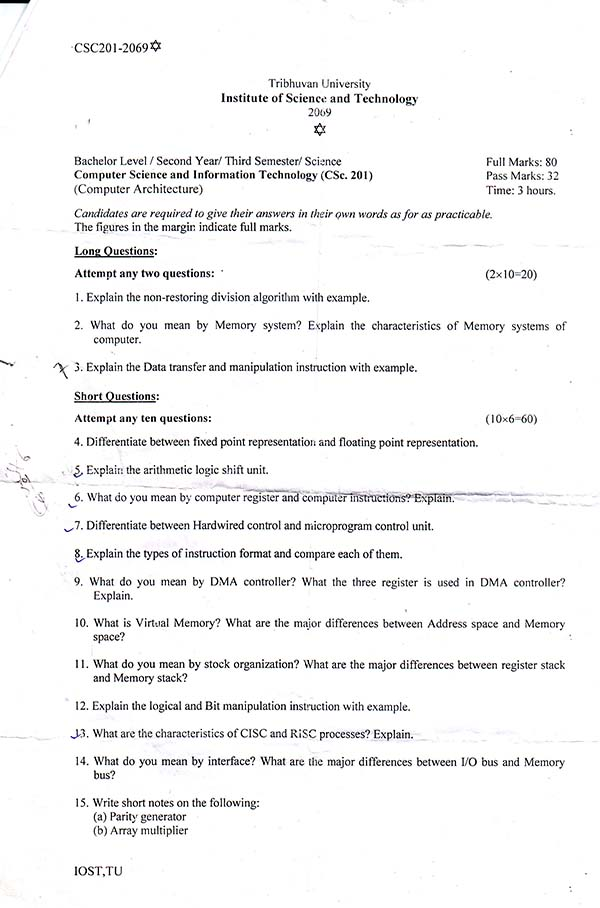 CSC201-2069✡
Tribhuvan University
Institute of Science and Technology
2069
✡
Bachelor Level / Second Year/ Third Semester/ Science
Full Marks: 80
Computer Science and Information Technology (CSc. 201)
Pass Marks: 32
(Computer Architecture)
Time: 3 hours.
Candidates are required to give their answers in their own words as for as practicable.
The figures in the margin indicate full marks.
Long Questions:
Attempt any two questions: (2×10=20)
1. Explain the non-restoring division algorithm with example.
2. What do you mean by Memory system? Explain the characteristics of Memory systems of
computer.
3. Explain the Data transfer and manipulation instruction with example.
Short Questions:
Attempt any ten questions: (10×6=60)
4. Differentiate between fixed point representation and floating point representation.
5. Explain the arithmetic logic shift unit.
6. What do you mean by computer register and computer instructions? Explain.
7. Differentiate between Hardwired control and microprogram control unit.
8. Explain the types of instruction format and compare each of them.
9. What do you mean by DMA controller? What the three register is used in DMA controller?
Explain.
10. What is Virtual Memory? What are the major differences between Address space and Memory
space?
11. What do you mean by stock organization? What are the major differences between register stack
and Memory stack?
12. Explain the logical and Bit manipulation instruction with example.
13. What are the characteristics of CISC and RISC processes? Explain.
14. What do you mean by interface? What are the major differences between I/O bus and Memory
bus?
15. Write short notes on the following:
(a) Parity generator
(b) Array multiplier
IOST,TU